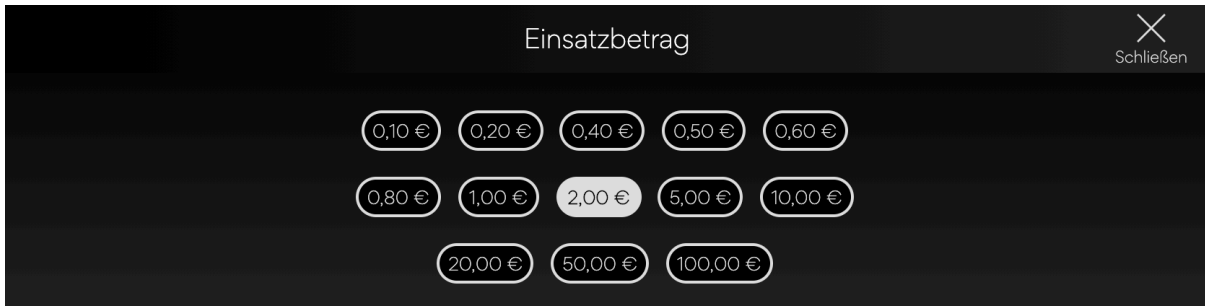 Einsatzbetrag
Schließen
0,10 € 0,20 € 0,40 € 0,50 € 0,60 €
0,80 € 1,00 € 2,00 € 5,00 € 10,00 €
20,00 € 50,00 € 100,00 €